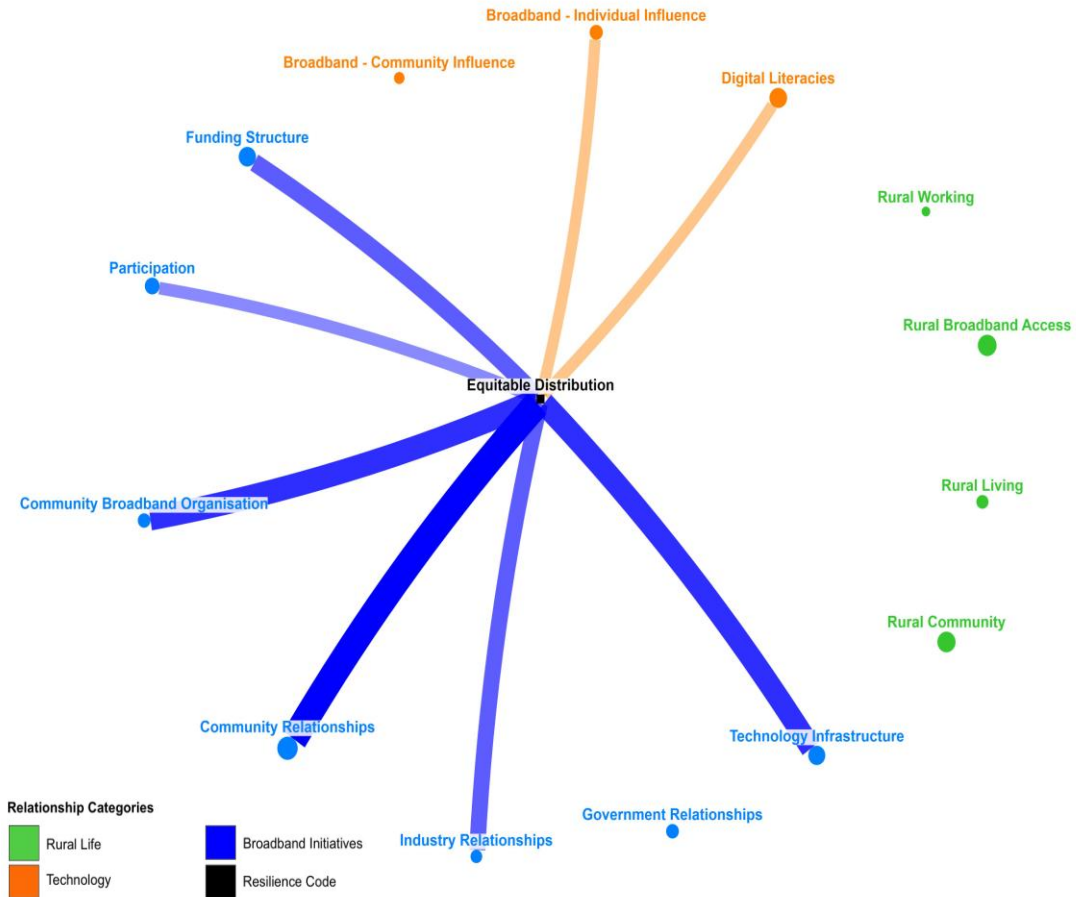 Broadband - Individual Influence
Broadband - Community Influence
Digital Literacies
Funding Structure
Rural Working
Participation
Rural Broadband Access
Equitable Distribution
Rural Living
Community Broadband Organisation
Rural Community
Community Relationships
Technology Infrastructure
Government Relationships
Industry Relationships
Relationship Categories
Rural Life
Broadband Initiatives
Technology
Resilience Code